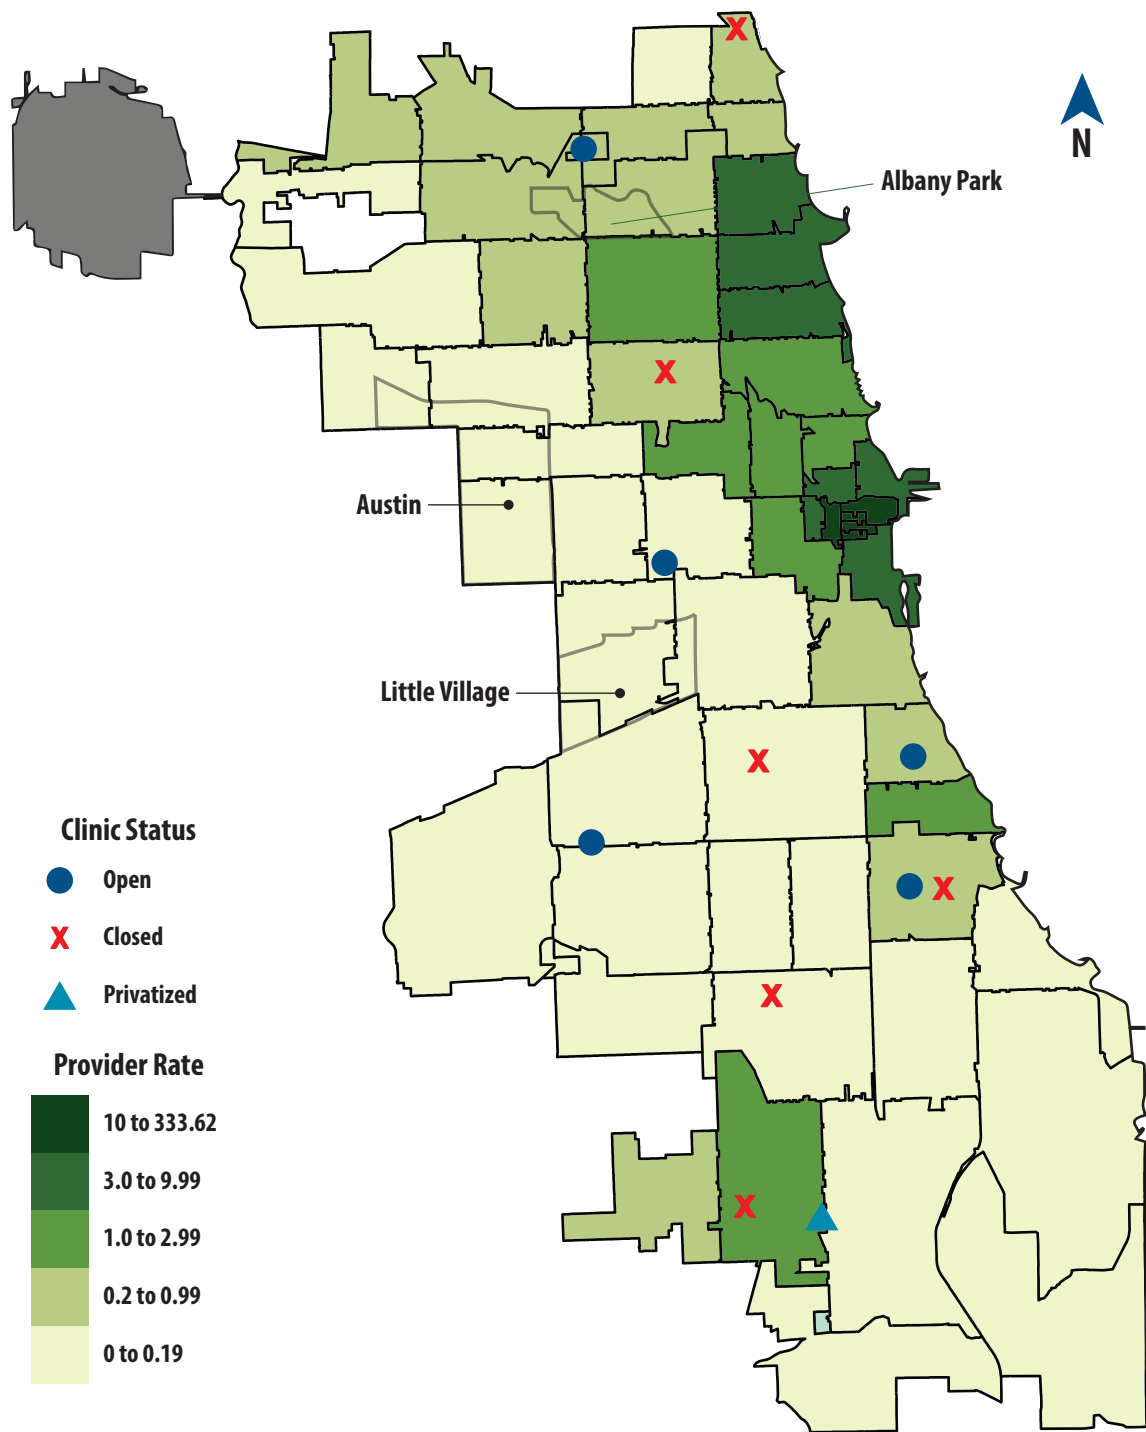 N
Albany Park
Austin
Little Village
Clinic Status
Open
X Closed
Privatized
Provider Rate
10 to 333.62
3.0 to 9.99
1.0 to 2.99
0.2 to 0.99
0 to 0.19
X
X
X
X
X
X